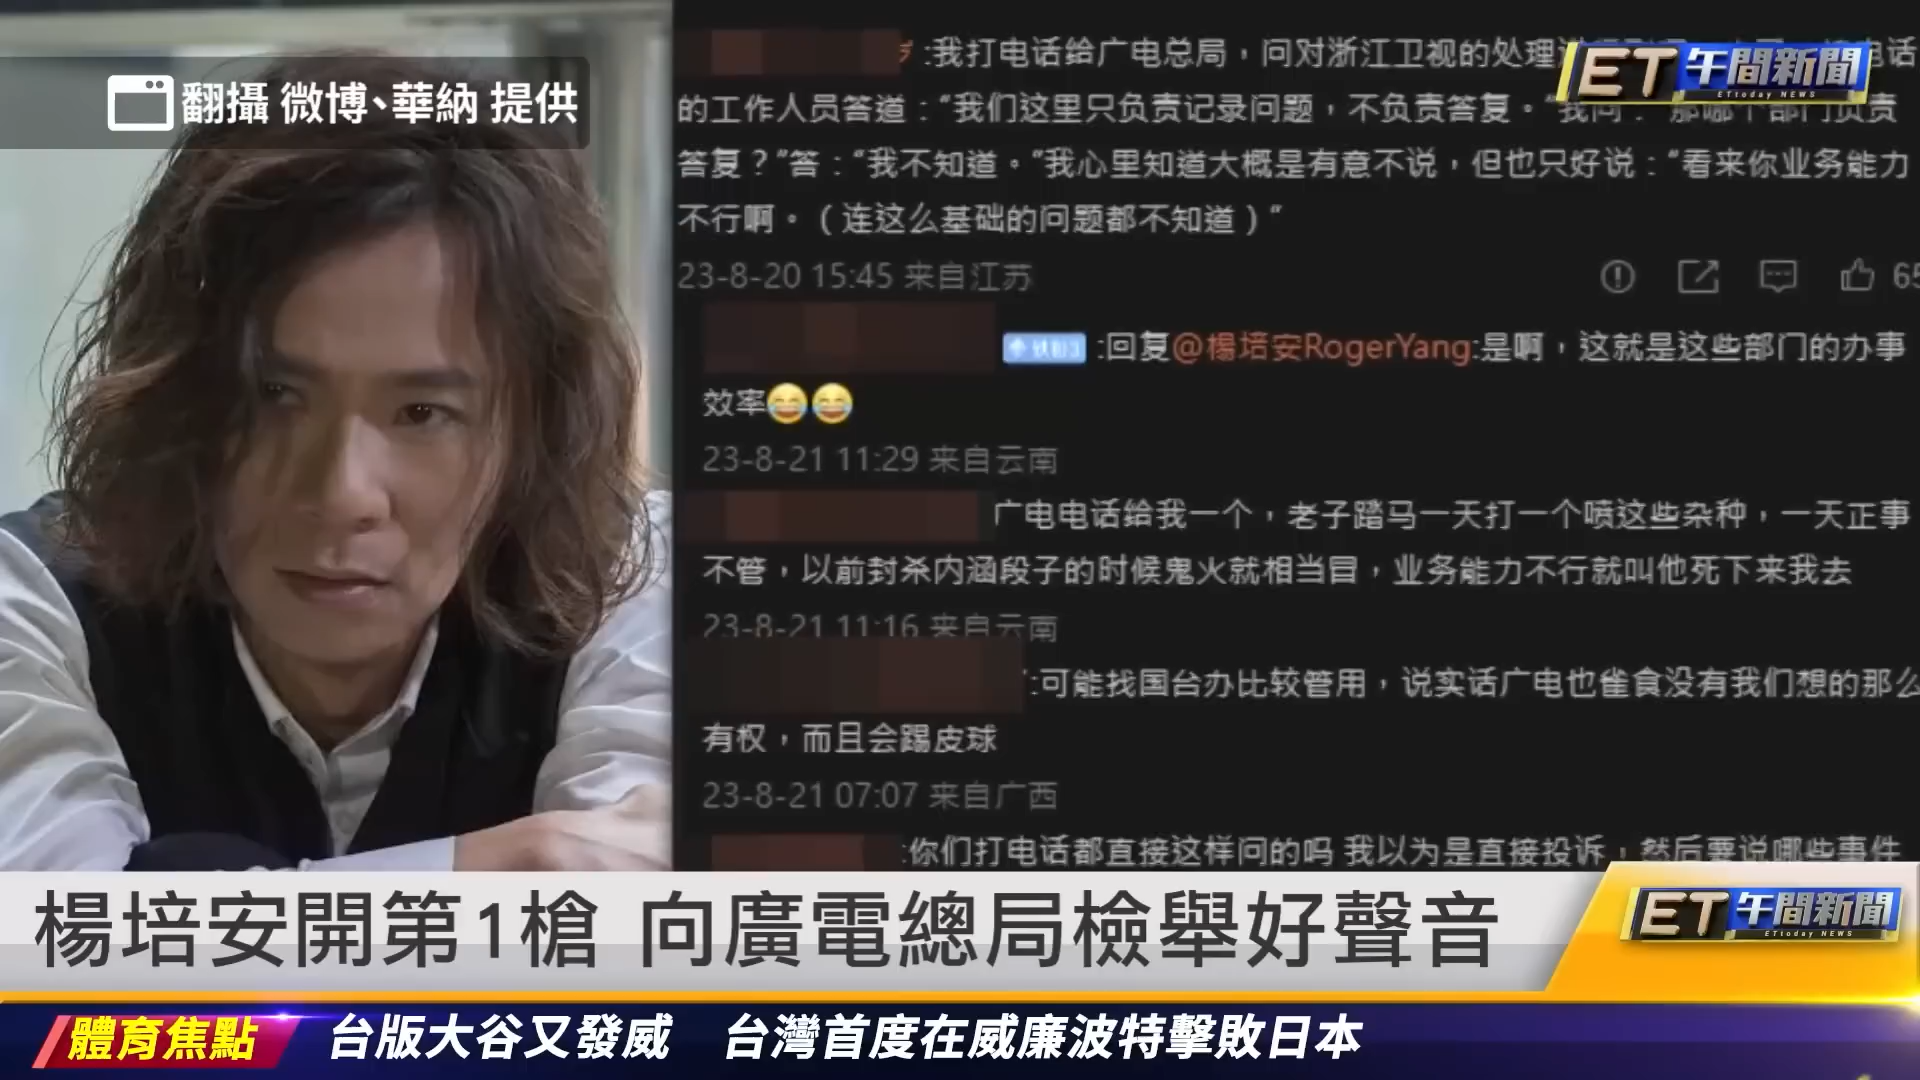 翻攝 微博、華納 提供
:我打电话给广电总局，问对浙江卫视的处理
电话
ET午間新聞
ETtoday NEWS
的工作人员答道："我们这里只负责记录问题，不负责答复。"我问："那哪个部门负责
答复？"答："我不知道。"我心里知道大概是有意不说，但也只好说："看来你业务能力
不行啊。（连这么基础的问题都不知道）"
23-8-20 15:45 来自江苏
65
:回复@楊培安RogerYang:是啊，这就是这些部门的办事
效率😂😂
23-8-21 11:29 来自云南
广电电话给我一个，老子踏马一天打一个喷这些杂种，一天正事
不管，以前封杀内涵段子的时候鬼火就相当冒，业务能力不行就叫他死下来我去
23-8-21 11:16 来自云南
:可能找国台办比较管用，说实话广电也雀食没有我们想的那么
有权，而且会踢皮球
23-8-21 07:07 来自广西
:你们打电话都直接这样问的吗 我以为是直接投诉，然后要说哪些事件
楊培安開第1槍 向廣電總局檢舉好聲音
ET午間新聞
ETtoday NEWS
體育焦點 台版大谷又發威 台灣首度在威廉波特擊敗日本